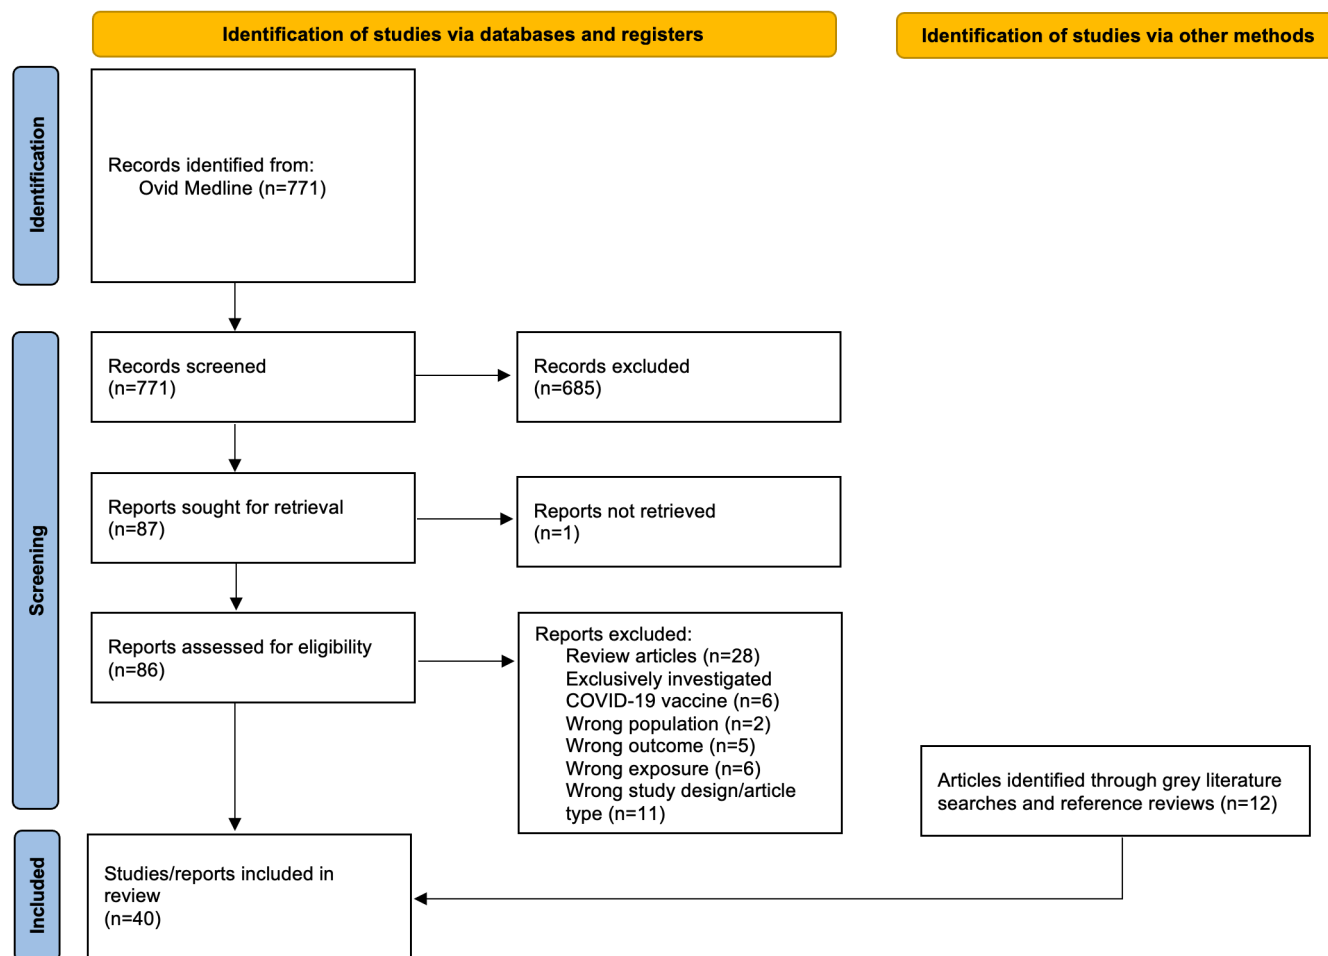 Identification of studies via databases and registers
Identification of studies via other methods
Identification
Records identified from:
Ovid Medline (n=771)
Screening
Records screened
(n=771)
Records excluded
(n=685)
Reports sought for retrieval
(n=87)
Reports not retrieved
(n=1)
Reports assessed for eligibility
(n=86)
Reports excluded:
Review articles (n=28)
Exclusively investigated
COVID-19 vaccine (n=6)
Wrong population (n=2)
Wrong outcome (n=5)
Wrong exposure (n=6)
Wrong study design/article
type (n=11)
Articles identified through grey literature
searches and reference reviews (n=12)
Included
Studies/reports included in
review
(n=40)